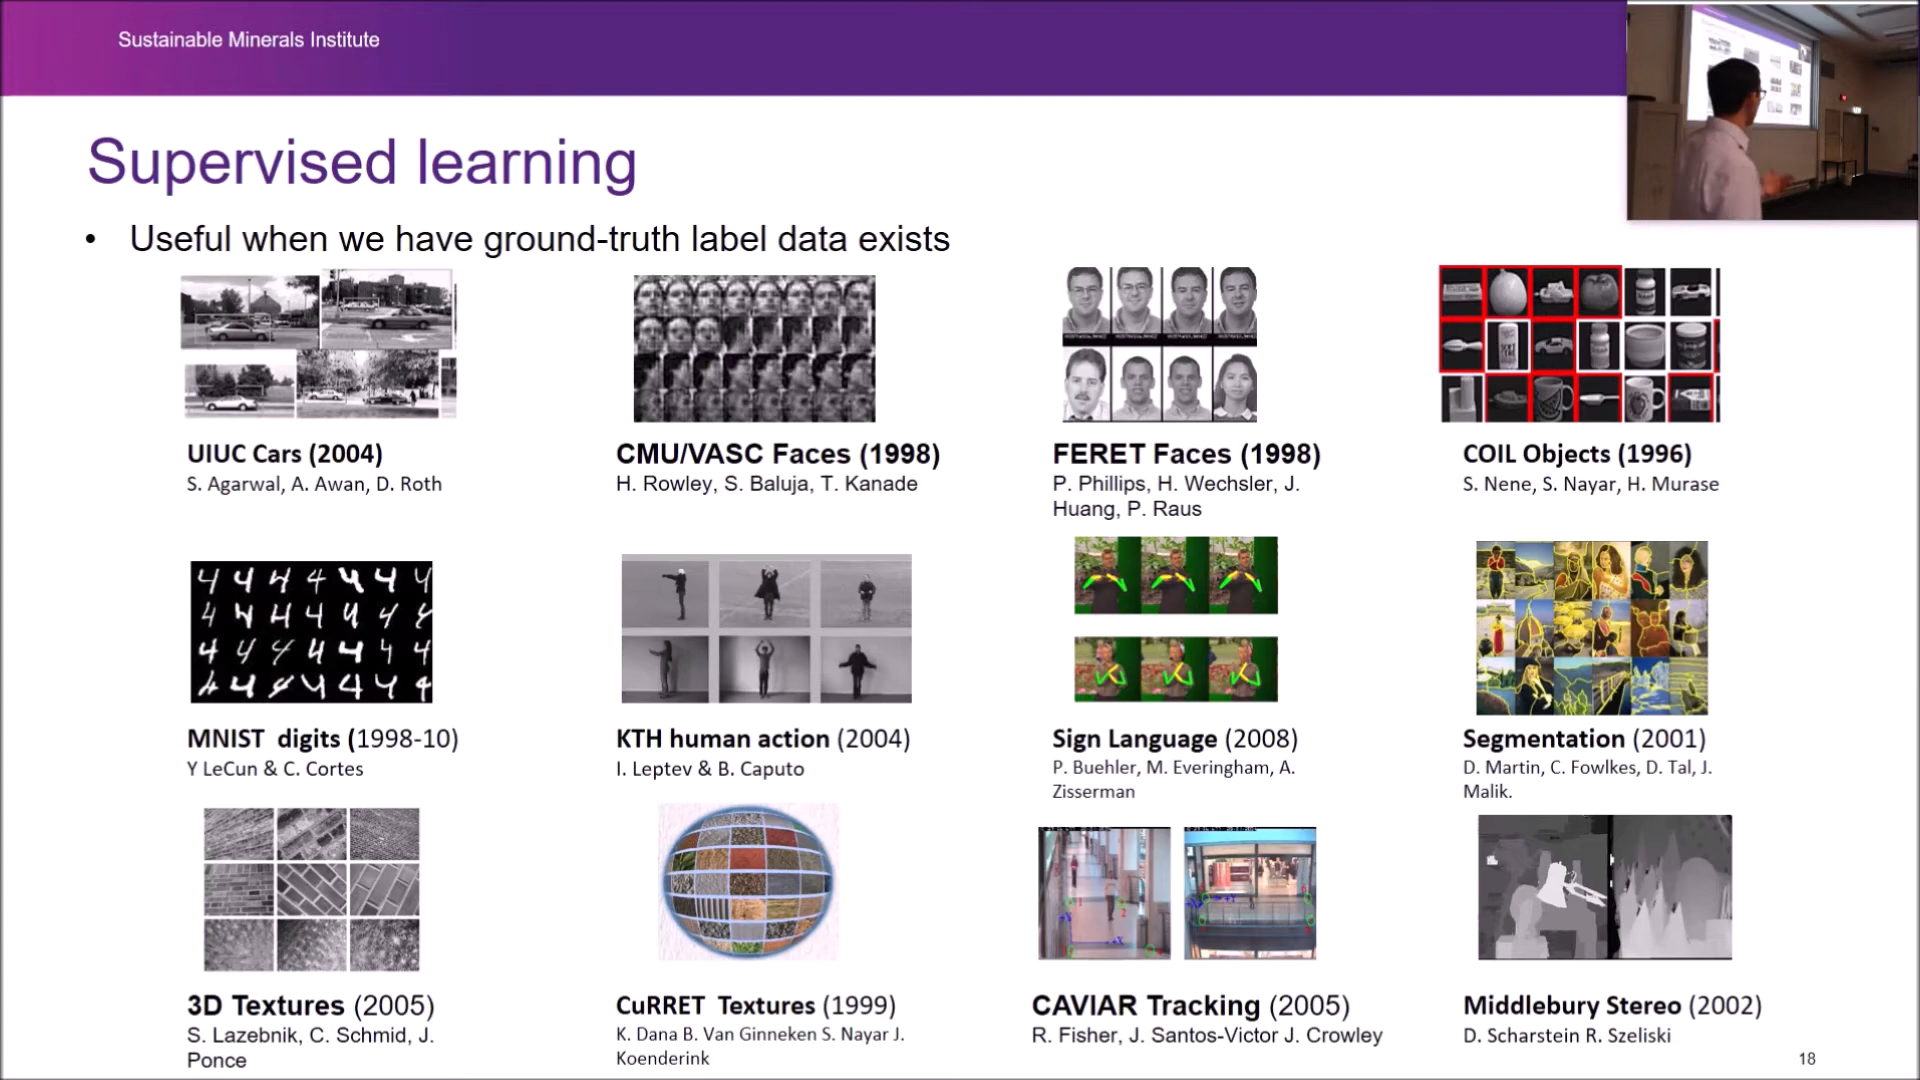 Sustainable Minerals Institute
Supervised learning
• Useful when we have ground-truth label data exists
UIUC Cars (2004)
S. Agarwal, A. Awan, D. Roth
CMU/VASC Faces (1998)
H. Rowley, S. Baluja, T. Kanade
FERET Faces (1998)
P. Phillips, H. Wechsler, J.
Huang, P. Raus
COIL Objects (1996)
S. Nene, S. Nayar, H. Murase
MNIST digits (1998-10)
Y LeCun & C. Cortes
KTH human action (2004)
I. Leptev & B. Caputo
Sign Language (2008)
P. Buehler, M. Everingham, A.
Zisserman
Segmentation (2001)
D. Martin, C. Fowlkes, D. Tal, J.
Malik.
3D Textures (2005)
S. Lazebnik, C. Schmid, J.
Ponce
CuRRET Textures (1999)
K. Dana B. Van Ginneken S. Nayar J.
Koenderink
CAVIAR Tracking (2005)
R. Fisher, J. Santos-Victor J. Crowley
Middlebury Stereo (2002)
D. Scharstein R. Szeliski
18